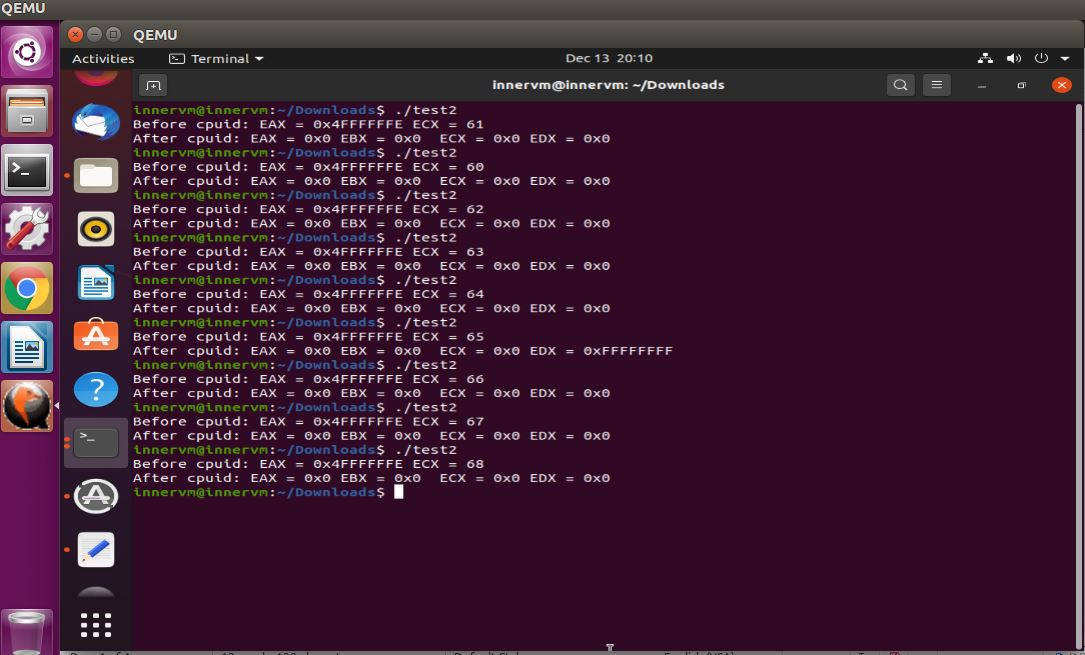 QEMU
QEMU
Activities
Terminal
Dec 13 20:10
innervm@innervm: ~/Downloads
innervm@innervm:~/Downloads$ ./test2
Before cpuid: EAX = 0x4FFFFFFE ECX = 61
After cpuid: EAX = 0x0 EBX = 0x0  ECX = 0x0 EDX = 0x0
innervm@innervm:~/Downloads$ ./test2
Before cpuid: EAX = 0x4FFFFFFE ECX = 60
After cpuid: EAX = 0x0 EBX = 0x0  ECX = 0x0 EDX = 0x0
innervm@innervm:~/Downloads$ ./test2
Before cpuid: EAX = 0x4FFFFFFE ECX = 62
After cpuid: EAX = 0x0 EBX = 0x0  ECX = 0x0 EDX = 0x0
innervm@innervm:~/Downloads$ ./test2
Before cpuid: EAX = 0x4FFFFFFE ECX = 63
After cpuid: EAX = 0x0 EBX = 0x0  ECX = 0x0 EDX = 0x0
innervm@innervm:~/Downloads$ ./test2
Before cpuid: EAX = 0x4FFFFFFE ECX = 64
After cpuid: EAX = 0x0 EBX = 0x0  ECX = 0x0 EDX = 0x0
innervm@innervm:~/Downloads$ ./test2
Before cpuid: EAX = 0x4FFFFFFE ECX = 65
After cpuid: EAX = 0x0 EBX = 0x0  ECX = 0x0 EDX = 0xFFFFFFFF
innervm@innervm:~/Downloads$ ./test2
Before cpuid: EAX = 0x4FFFFFFE ECX = 66
After cpuid: EAX = 0x0 EBX = 0x0  ECX = 0x0 EDX = 0x0
innervm@innervm:~/Downloads$ ./test2
Before cpuid: EAX = 0x4FFFFFFE ECX = 67
After cpuid: EAX = 0x0 EBX = 0x0  ECX = 0x0 EDX = 0x0
innervm@innervm:~/Downloads$ ./test2
Before cpuid: EAX = 0x4FFFFFFE ECX = 68
After cpuid: EAX = 0x0 EBX = 0x0  ECX = 0x0 EDX = 0x0
innervm@innervm:~/Downloads$